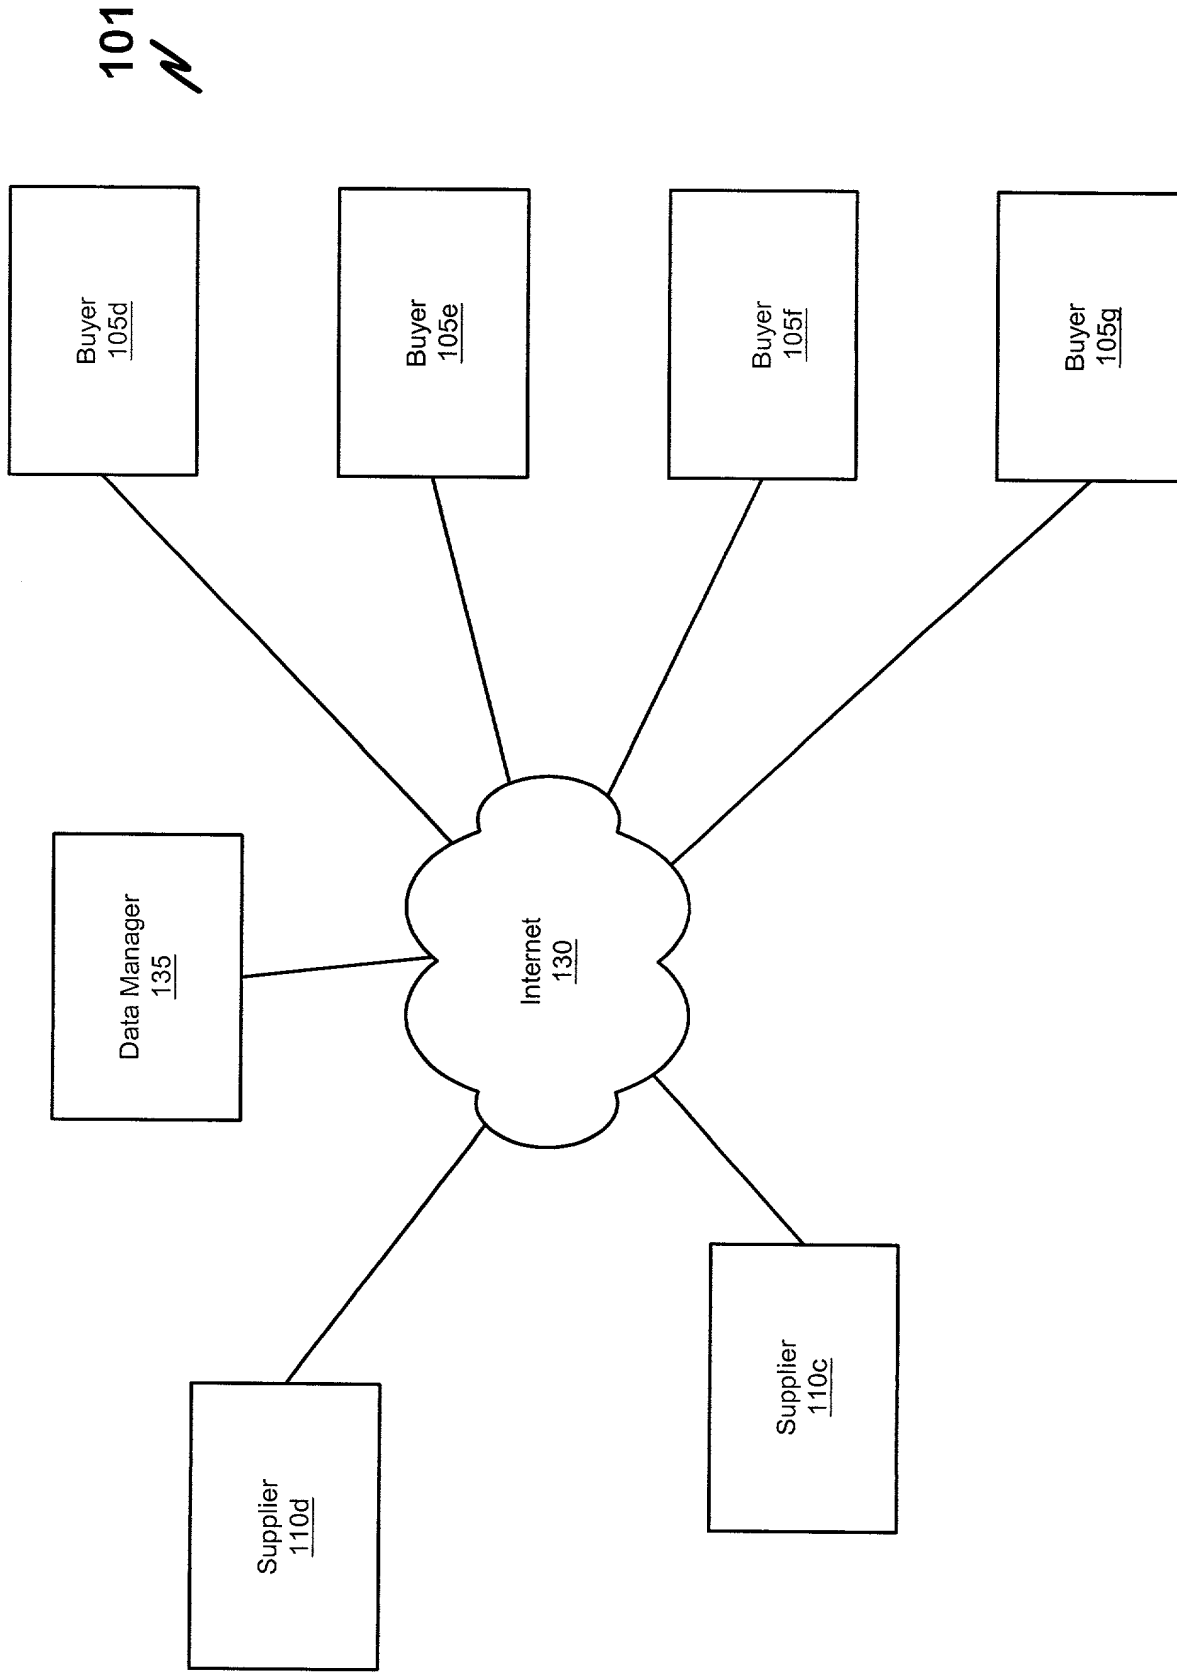 101
Buyer
105d
Buyer
105e
Buyer
105f
Buyer
105g
Data Manager
135
Internet
130
Supplier
110d
Supplier
110c